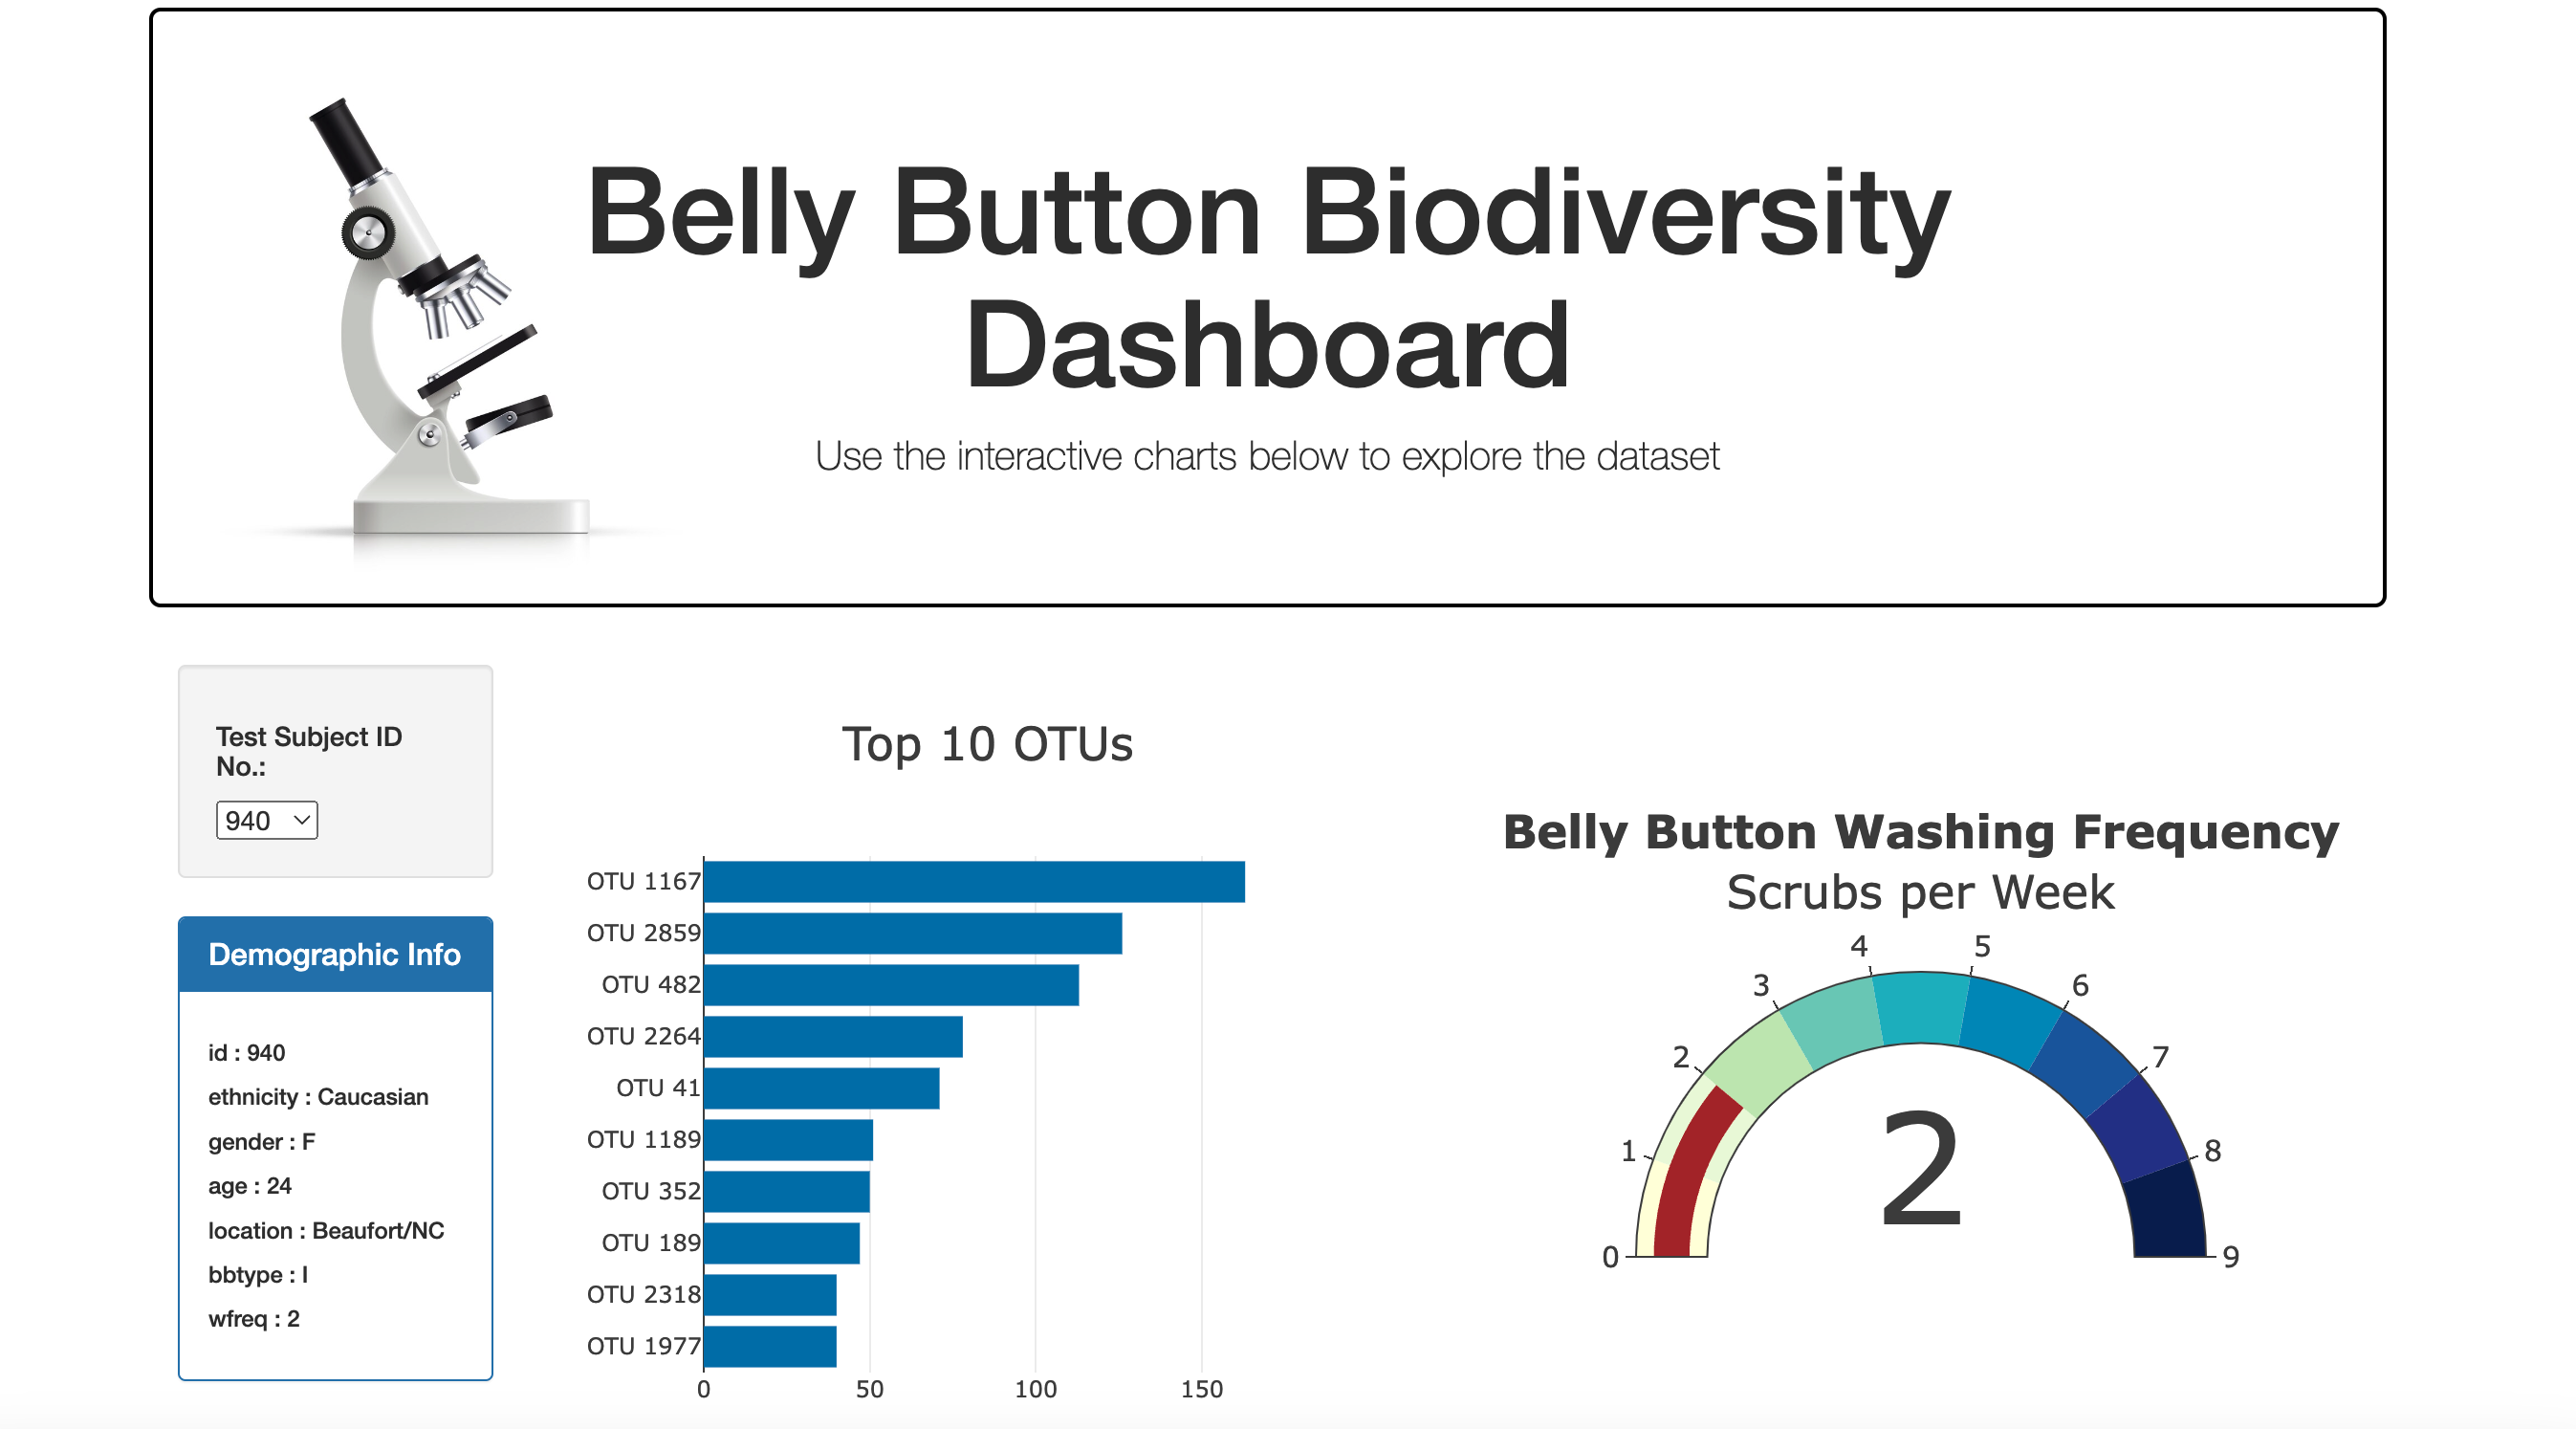 Belly Button Biodiversity
Dashboard
Use the interactive charts below to explore the dataset
Test Subject ID
No.:
940
Demographic Info
id : 940
ethnicity : Caucasian
gender : F
age : 24
location : Beaufort/NC
bbtype : I
wfreq : 2
Top 10 OTUs
OTU 1167
OTU 2859
OTU 482
OTU 2264
OTU 41
OTU 1189
OTU 352
OTU 189
OTU 2318
OTU 1977
0 50 100 150
Belly Button Washing Frequency
Scrubs per Week
0
1
2
3
4
5
6
7
8
9
2